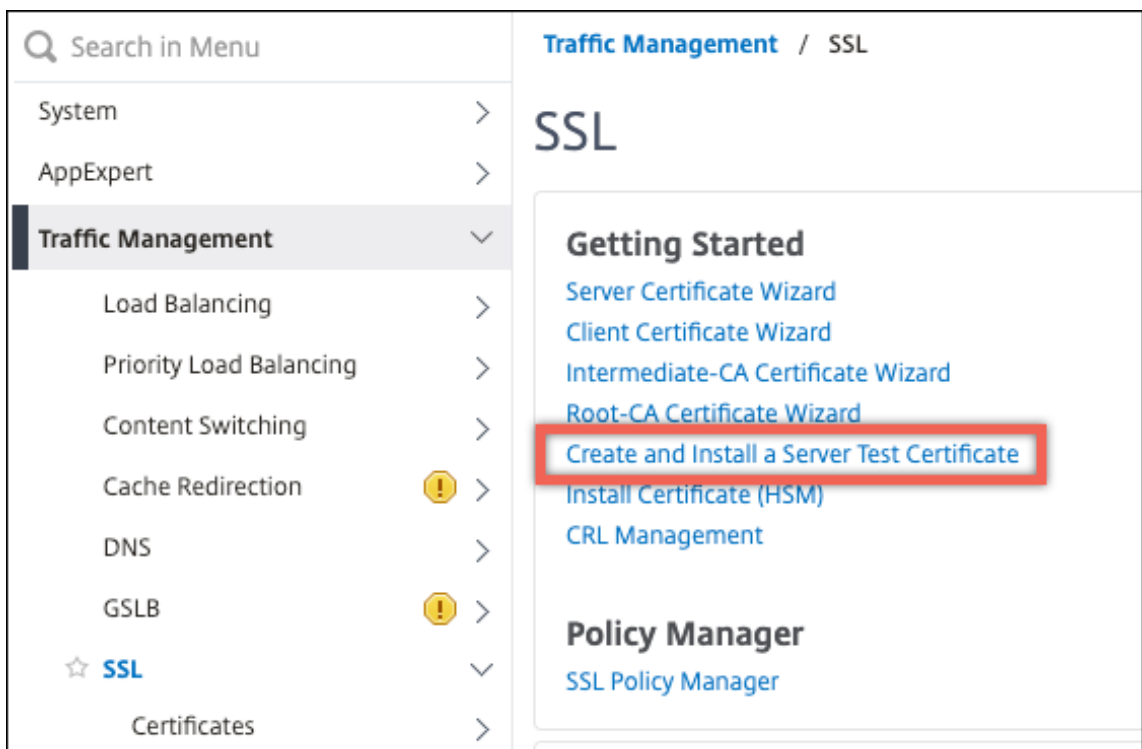 Search in Menu
System
AppExpert
Traffic Management
Load Balancing
Priority Load Balancing
Content Switching
Cache Redirection
DNS
GSLB
SSL
Certificates
Traffic Management / SSL
SSL
Getting Started
Server Certificate Wizard
Client Certificate Wizard
Intermediate-CA Certificate Wizard
Root-CA Certificate Wizard
Create and Install a Server Test Certificate
Install Certificate (HSM)
CRL Management
Policy Manager
SSL Policy Manager